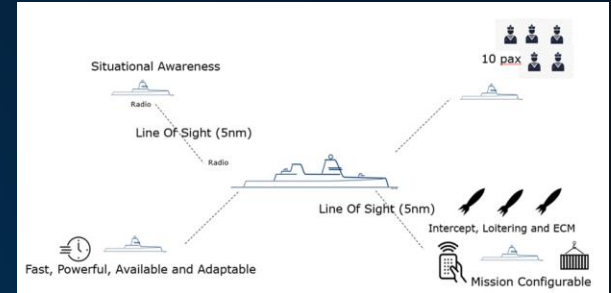 Situational Awareness
10 pax
Radio
Line Of Sight (5nm)
Radio
Line Of Sight (5nm)
Intercept, Loitering and ECM
Fast, Powerful, Available and Adaptable
Mission Configurable